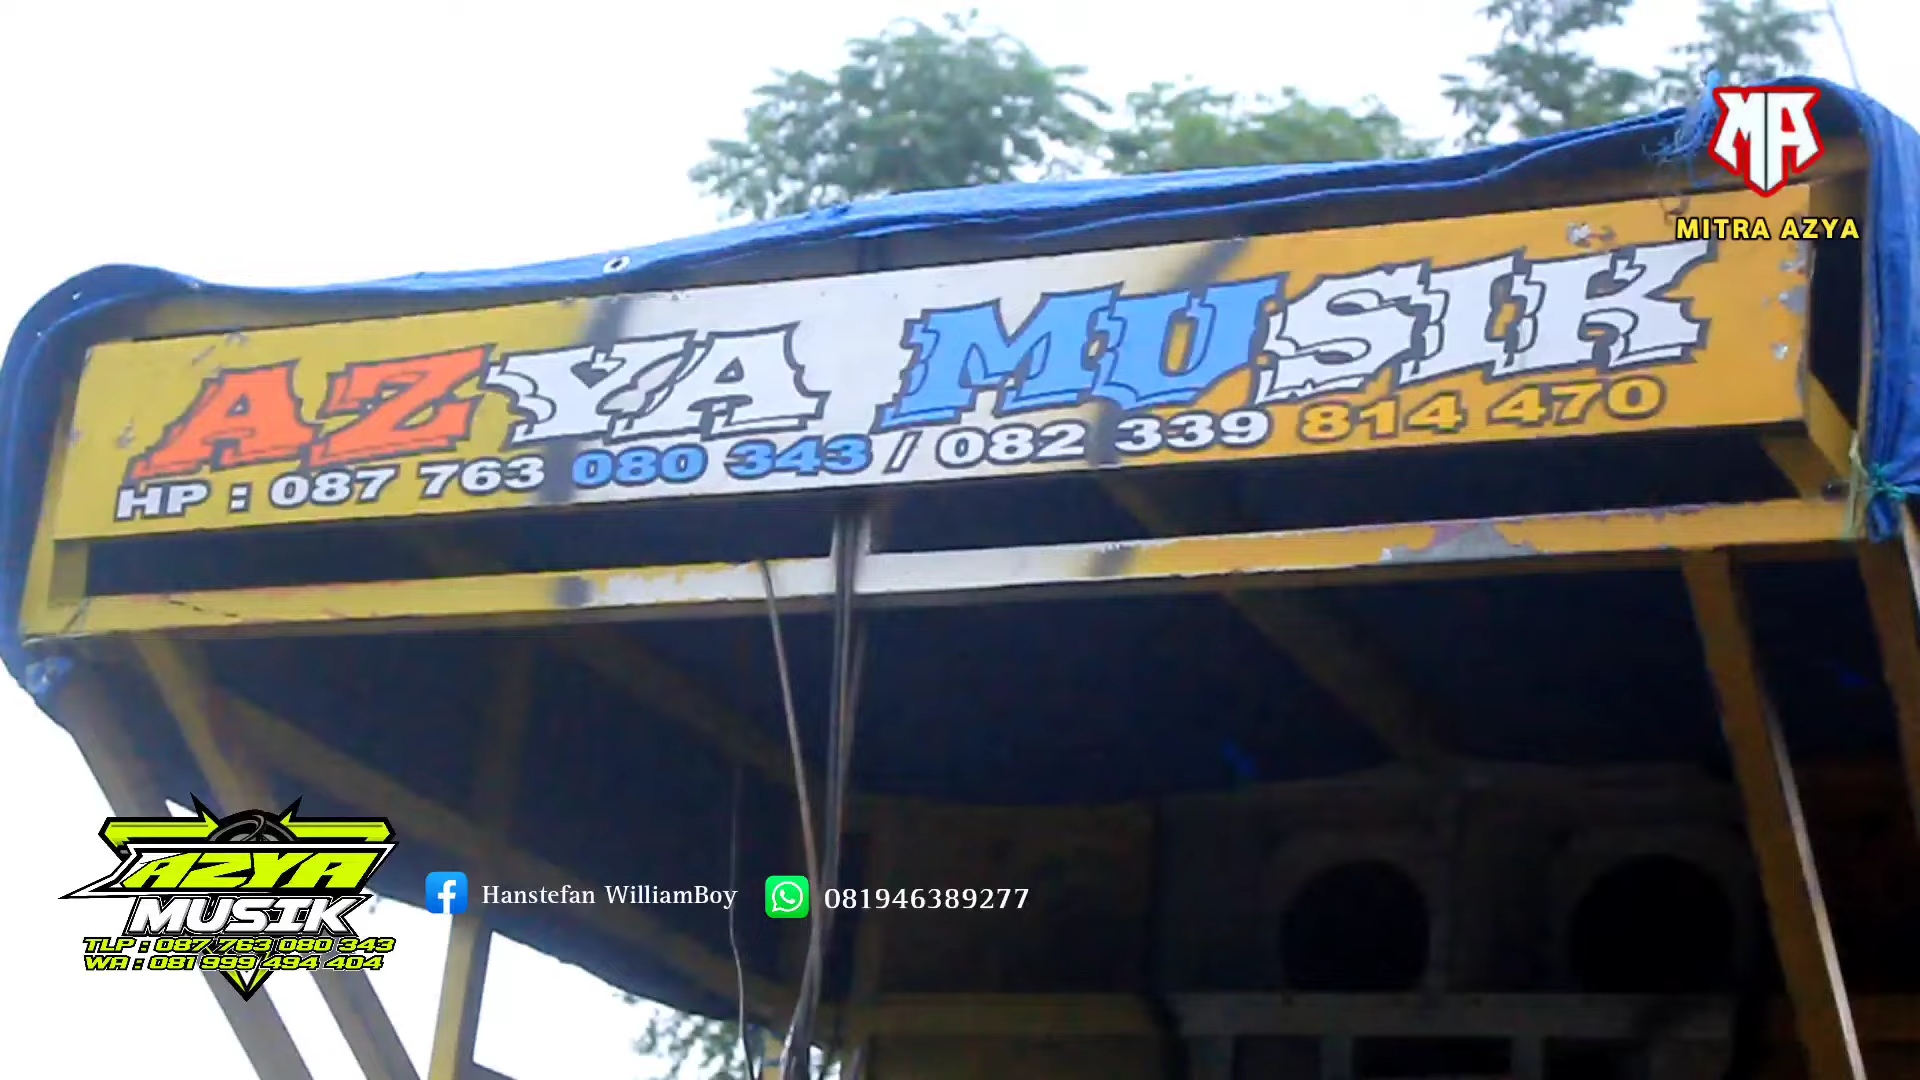 MA
MITRA AZYA
AZYA MUSIK
HP : 087 763 080 343 / 082 339 814 470
AZYA
MUSIK
TLP : 087 763 080 343
WA : 081 999 494 404
Hanstefan WilliamBoy
081946389277